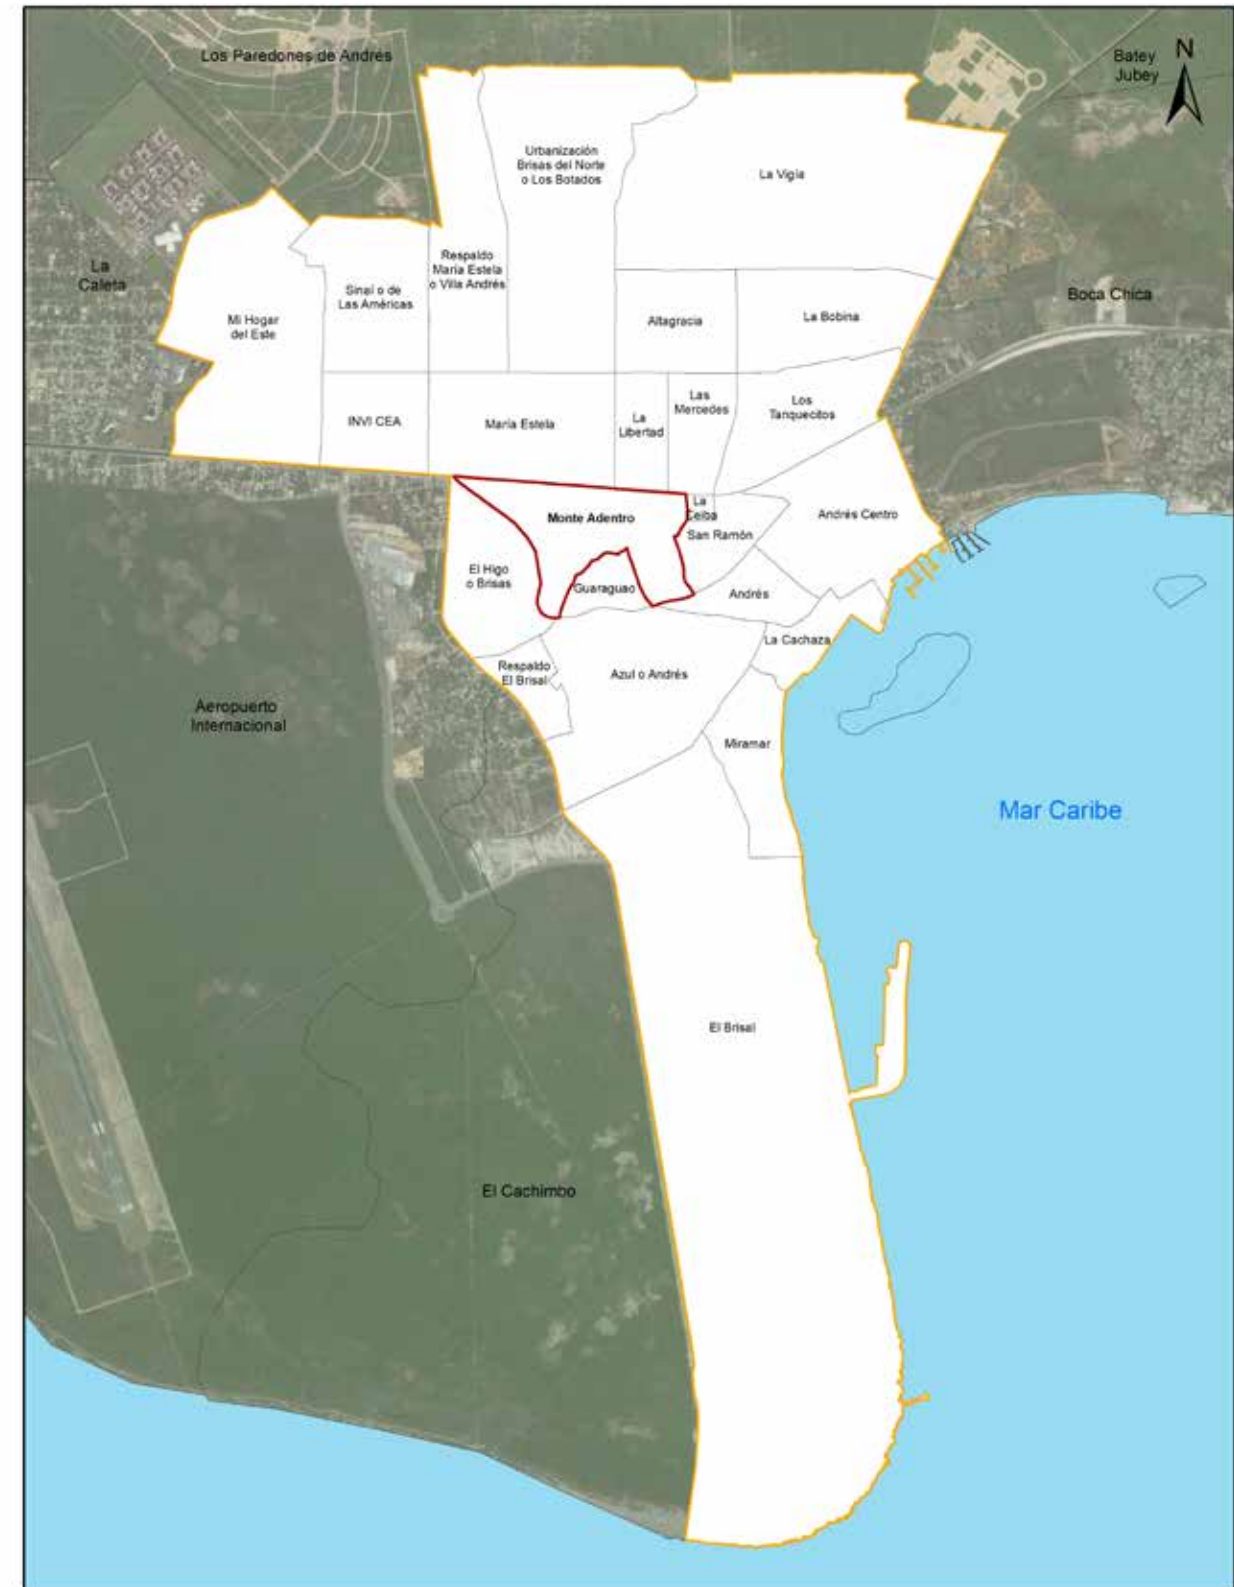 Los Paredones de Andrés
Batey
Jubey
N
Urbanización
Brisas del Norte
o Los Botados
La Vigía
La
Caleta
Respaldo
María Estela
o Villa Andrés
Sinaí o de
Las Américas
Boca Chica
Mi Hogar
del Este
Altagracia
La Bobina
Las
Mercedes
Los
Tanquecitos
INVI CEA
María Estela
La
Libertad
La
Ceiba
Monte Adentro
Andrés Centro
San Ramón
El Higo
o Brisas
Guaraguao
Andrés
La Cachaza
Respaldo
El Brisal
Azul o Andrés
Aeropuerto
Internacional
Miramar
Mar Caribe
El Brisal
El Cachimbo